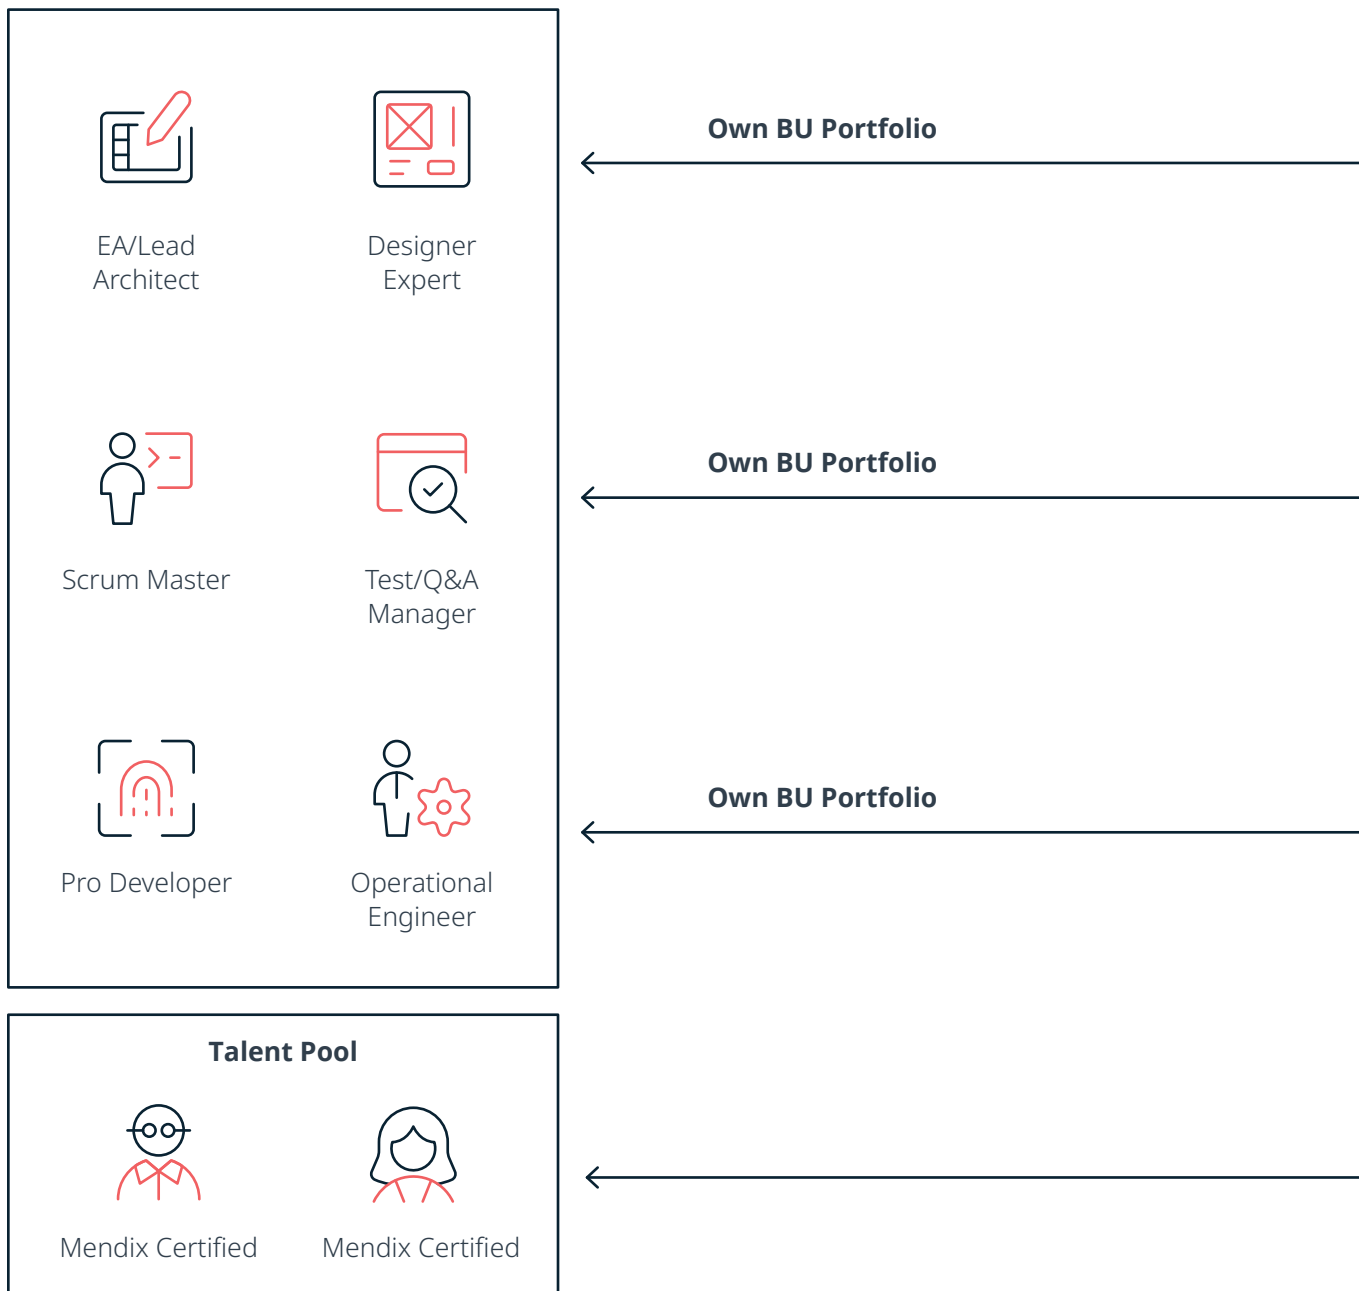 Own BU Portfolio
EA/Lead
Architect
Designer
Expert
Own BU Portfolio
Scrum Master
Test/Q&A
Manager
Own BU Portfolio
Pro Developer
Operational
Engineer
Talent Pool
Mendix Certified
Mendix Certified